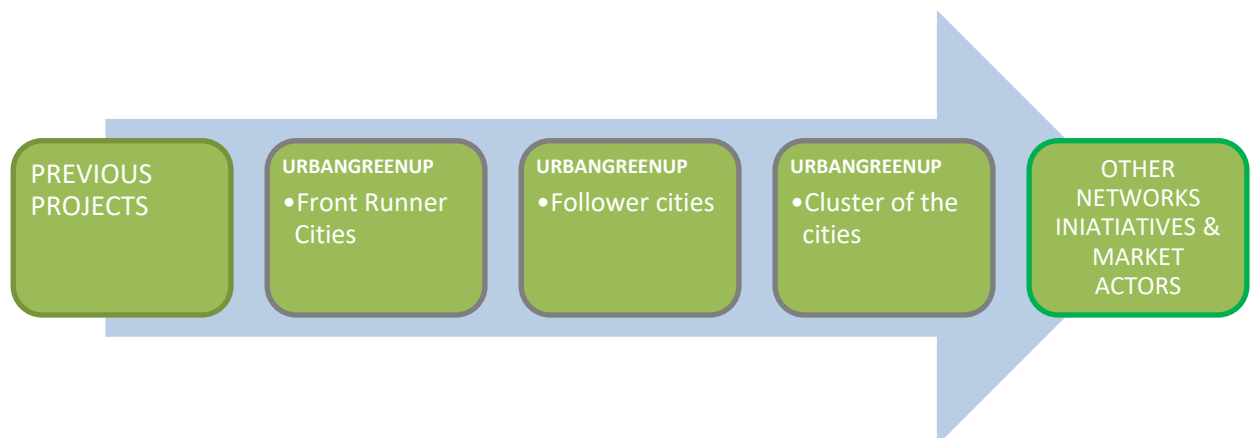 PREVIOUS
PROJECTS
URBANGREENUP
•Front Runner
Cities
URBANGREENUP
•Follower cities
URBANGREENUP
•Cluster of the
cities
OTHER
NETWORKS
INIATIATIVES &
MARKET
ACTORS